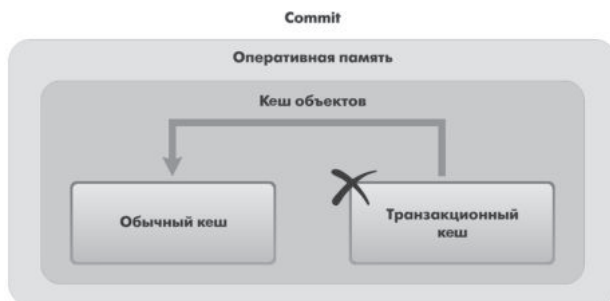 Commit
Оперативная память
Кеш объектов
Обычный кеш
Транзакционный
кеш